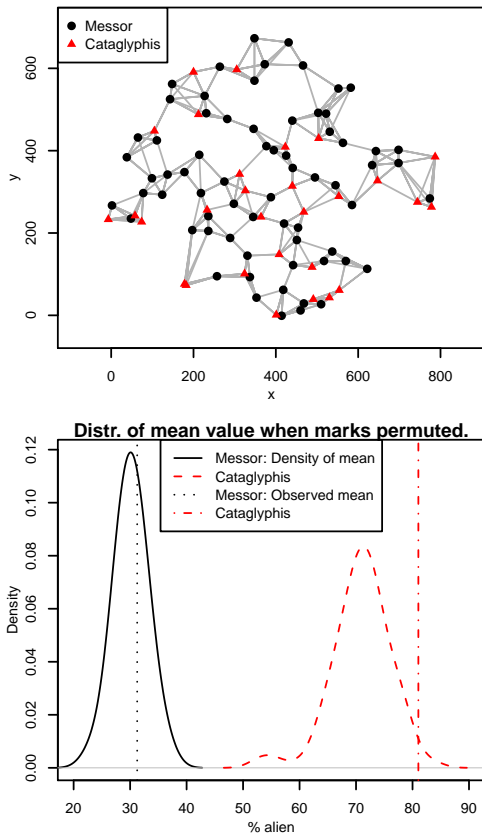 Messor
Cataglyphis
600
400
200
0
y
0 200 400 600 800
x
Distr. of mean value when marks permuted.
Messor: Density of mean
Cataglyphis
Messor: Observed mean
Cataglyphis
0.12
0.10
0.08
0.06
0.04
0.02
0.00
Density
20 30 40 50 60 70 80 90
% alien